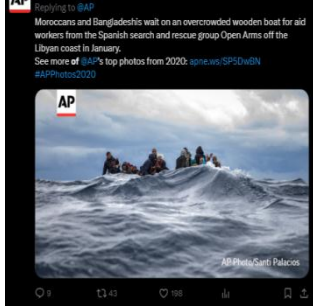 AP
Replying to @AP
Moroccans and Bangladeshis wait on an overcrowded wooden boat for aid
workers from the Spanish search and rescue group Open Arms off the
Libyan coast in January.
See more of @AP's top photos from 2020: apne.ws/SP5DwBN
#APPhotos2020
AP
AP Photo/Santi Palacios
9 43 198